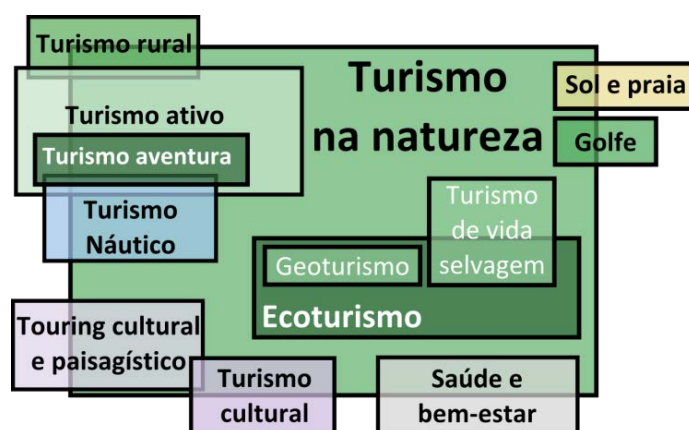 Turismo rural
Turismo
na natureza
Sol e praia
Golfe
Turismo ativo
Turismo aventura
Turismo
Náutico
Turismo
de vida
selvagem
Geoturismo
Ecoturismo
Touring cultural
e paisagístico
Turismo
cultural
Saúde e
bem-estar